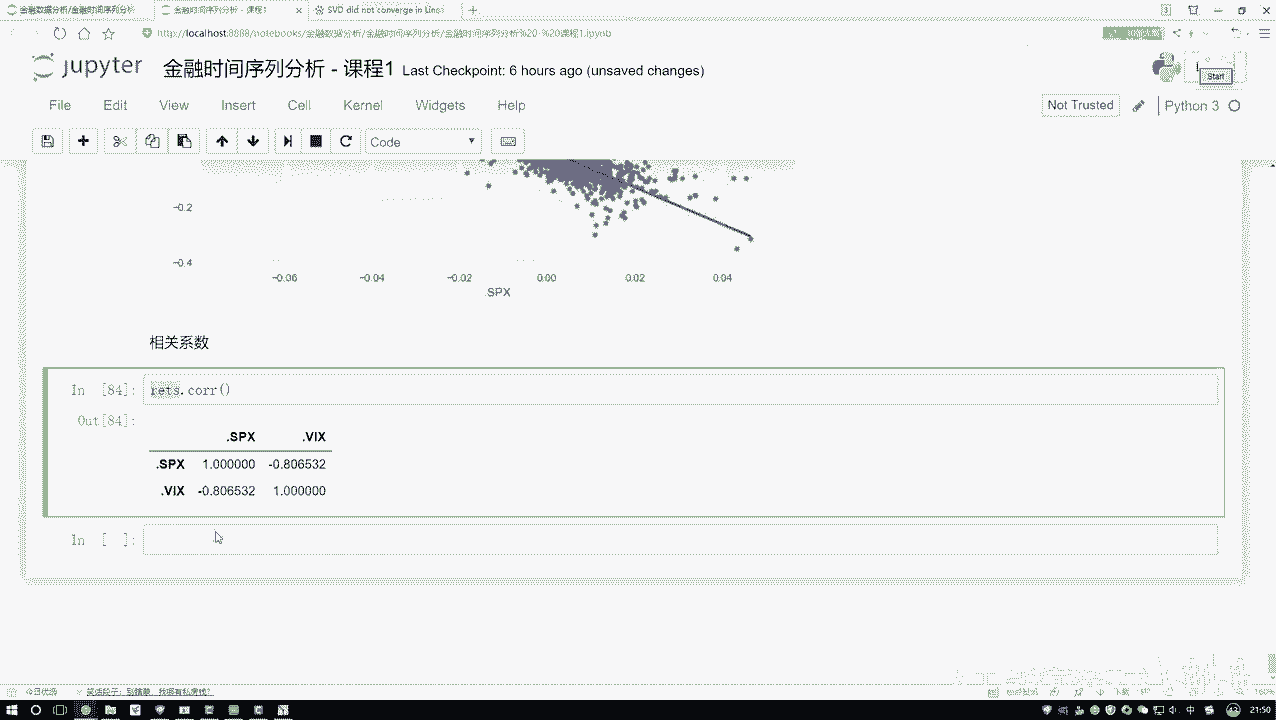 金融数据分析/金融时间序列分析
金融时间序列分析 - 课程1
SVD did not converge in Line
http://localhost:8888/notebooks/金融数据分析/金融时间序列分析/金融时间序列分析%20-%20课程1.ipynb
jupyter 金融时间序列分析 - 课程1 Last Checkpoint: 6 hours ago (unsaved changes)
Start
File Edit View Insert Cell Kernel Widgets Help
Not Trusted Python 3
Code
−0.2
−0.4
−0.06 −0.04 −0.02 0.00 0.02 0.04
.SPX
相关系数
In [84]: rets.corr()
Out[84]:
.SPX .VIX
.SPX 1.000000 -0.806532
.VIX -0.806532 1.000000
In [ ]:
今日优选
21:50